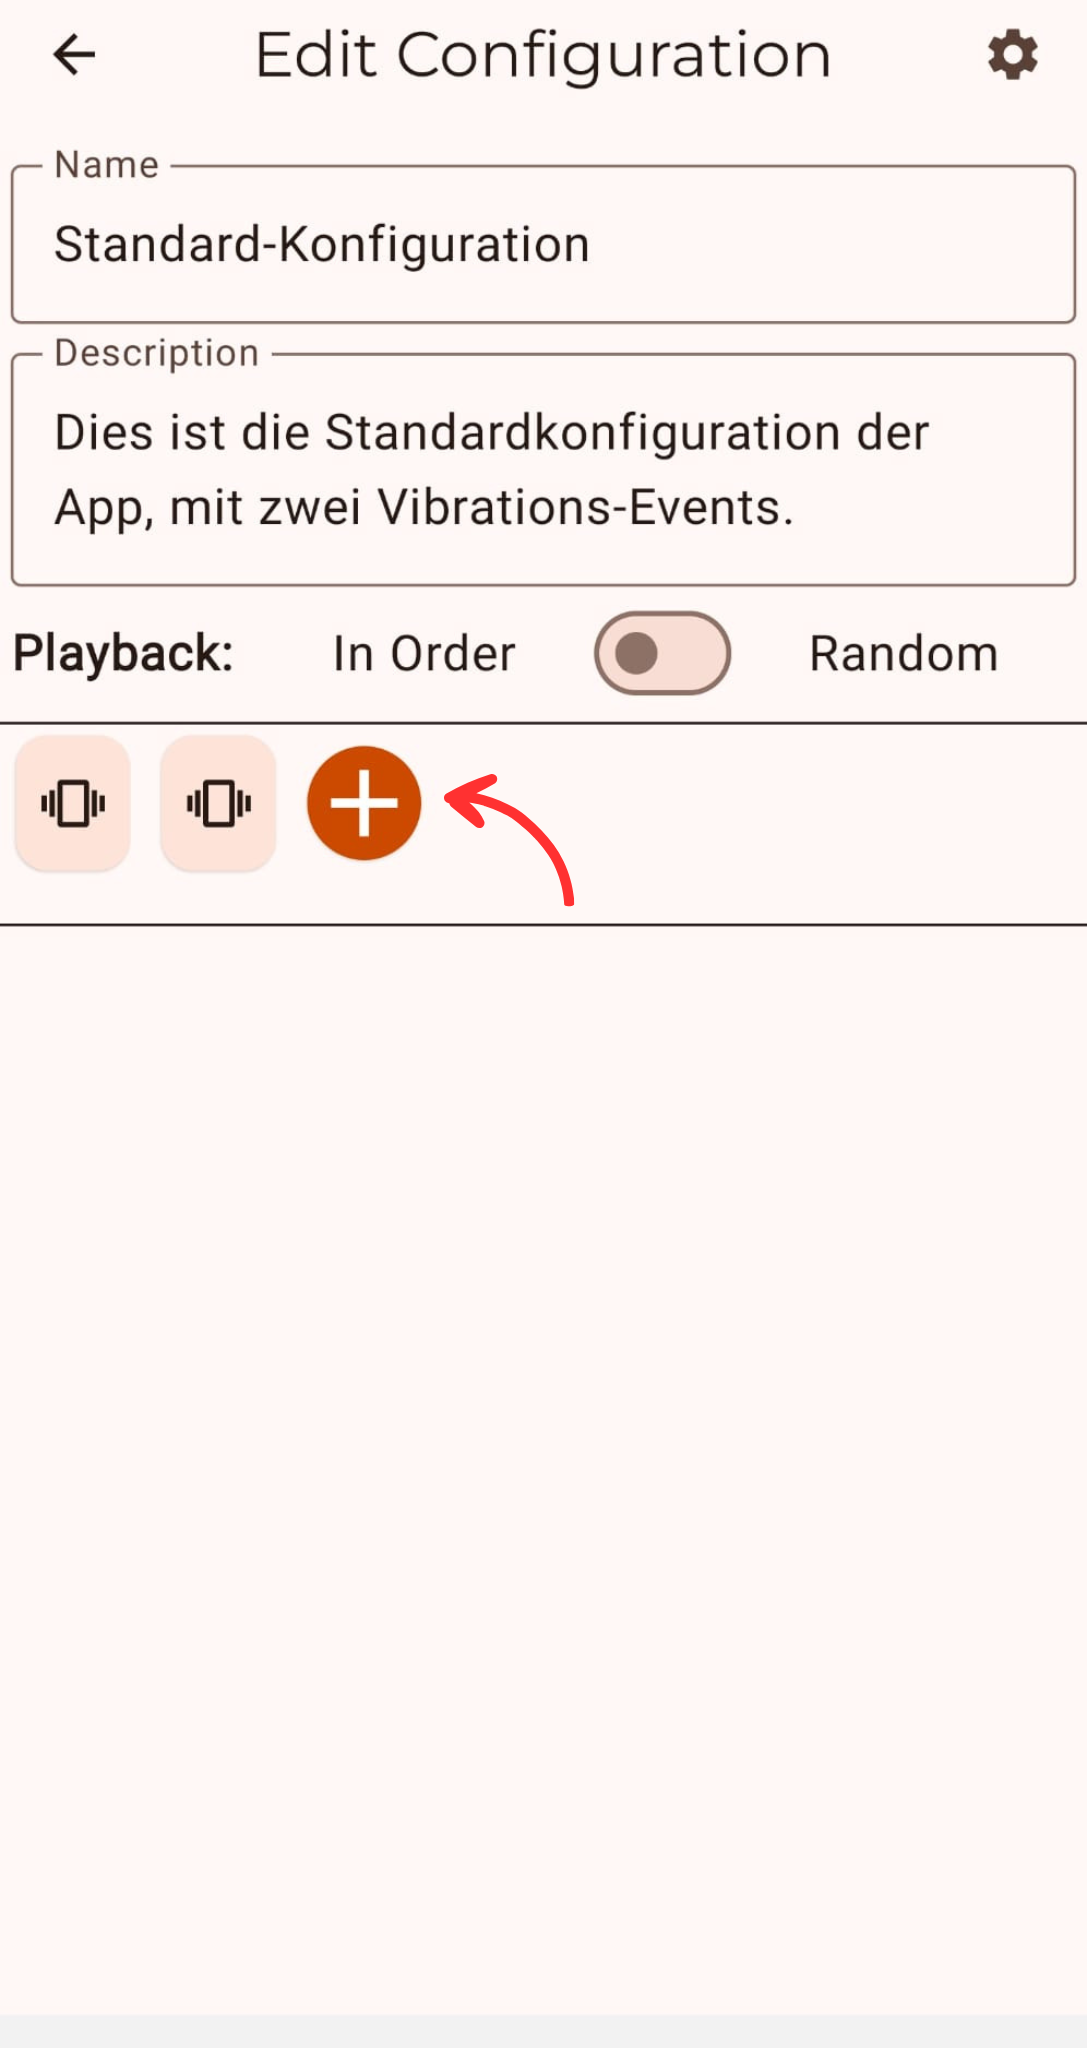 Edit Configuration
Name
Standard-Konfiguration
Description
Dies ist die Standardkonfiguration der
App, mit zwei Vibrations-Events.
Playback: In Order Random